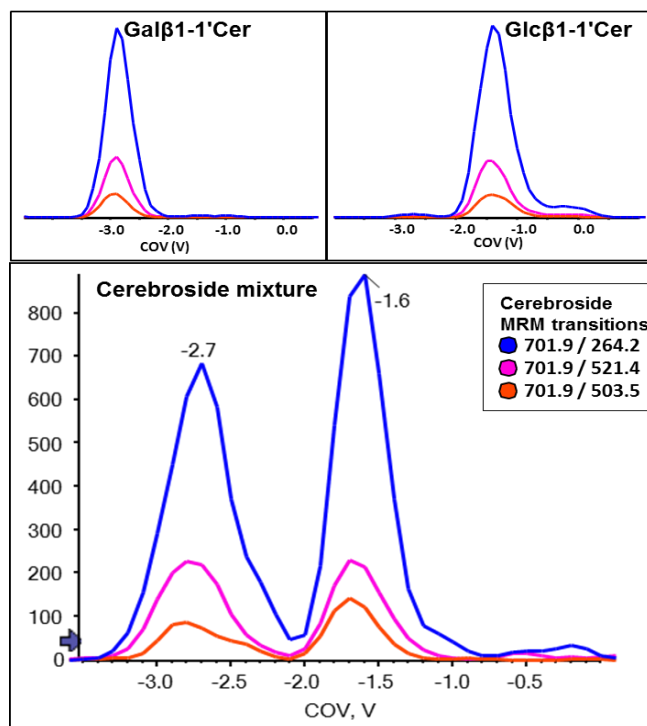 Galβ1-1'Cer
-3.0 -2.0 -1.0 0.0
COV (V)
Glcβ1-1'Cer
-3.0 -2.0 -1.0 0.0
COV (V)
Cerebroside mixture
800
700
600
500
400
300
200
100
0
-2.7
-1.6
Cerebroside
MRM transitions
701.9 / 264.2
701.9 / 521.4
701.9 / 503.5
-3.0 -2.5 -2.0 -1.5 -1.0 -0.5
COV, V